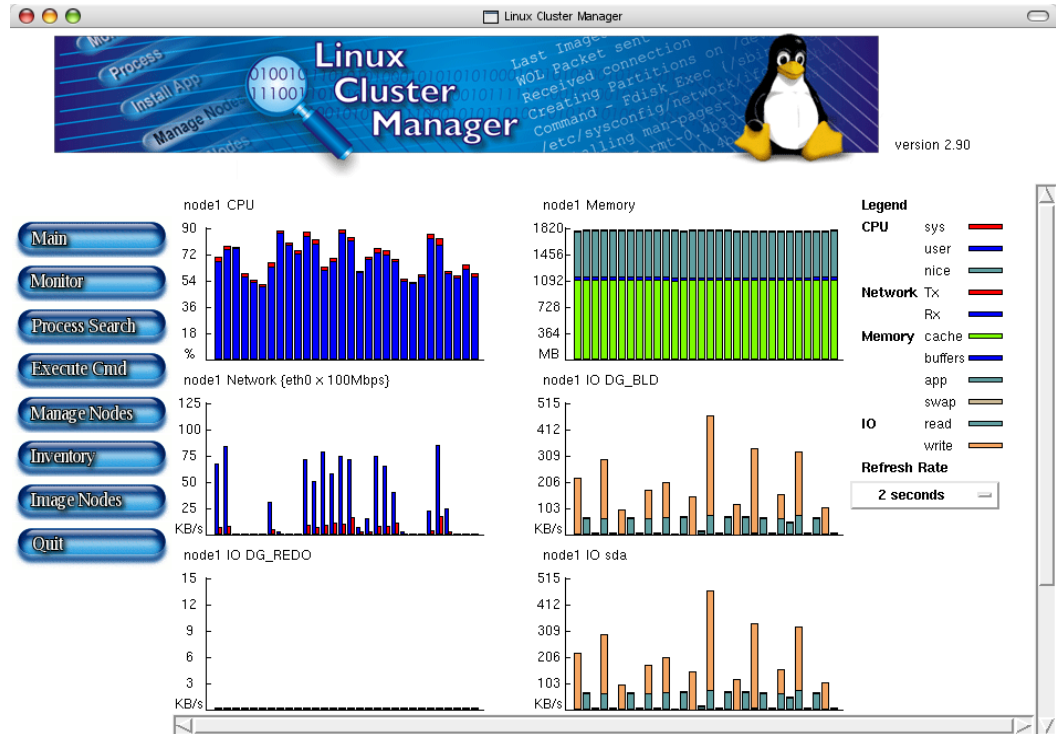 Linux Cluster Manager
Process
Install App
Manage Nodes
Linux
Cluster
Manager
Last Image
WOL Packet sent
Received connection on /dev
Creating Partitions
Command Fdisk Exec (/sb
/etc/sysconfig/network/i
version 2.90
Main
Monitor
Process Search
Execute Cmd
Manage Nodes
Inventory
Image Nodes
Quit
node1 CPU
90
72
54
36
18
%
node1 Memory
1820
1456
1092
728
364
MB
Legend
CPU sys
user
nice
Network Tx
Rx
Memory cache
buffers
app
swap
IO read
write
Refresh Rate
2 seconds
node1 Network {eth0 x 100Mbps}
125
100
75
50
25
KB/s
node1 IO DG_BLD
515
412
309
206
103
KB/s
node1 IO DG_REDO
15
12
9
6
3
KB/s
node1 IO sda
515
412
309
206
103
KB/s